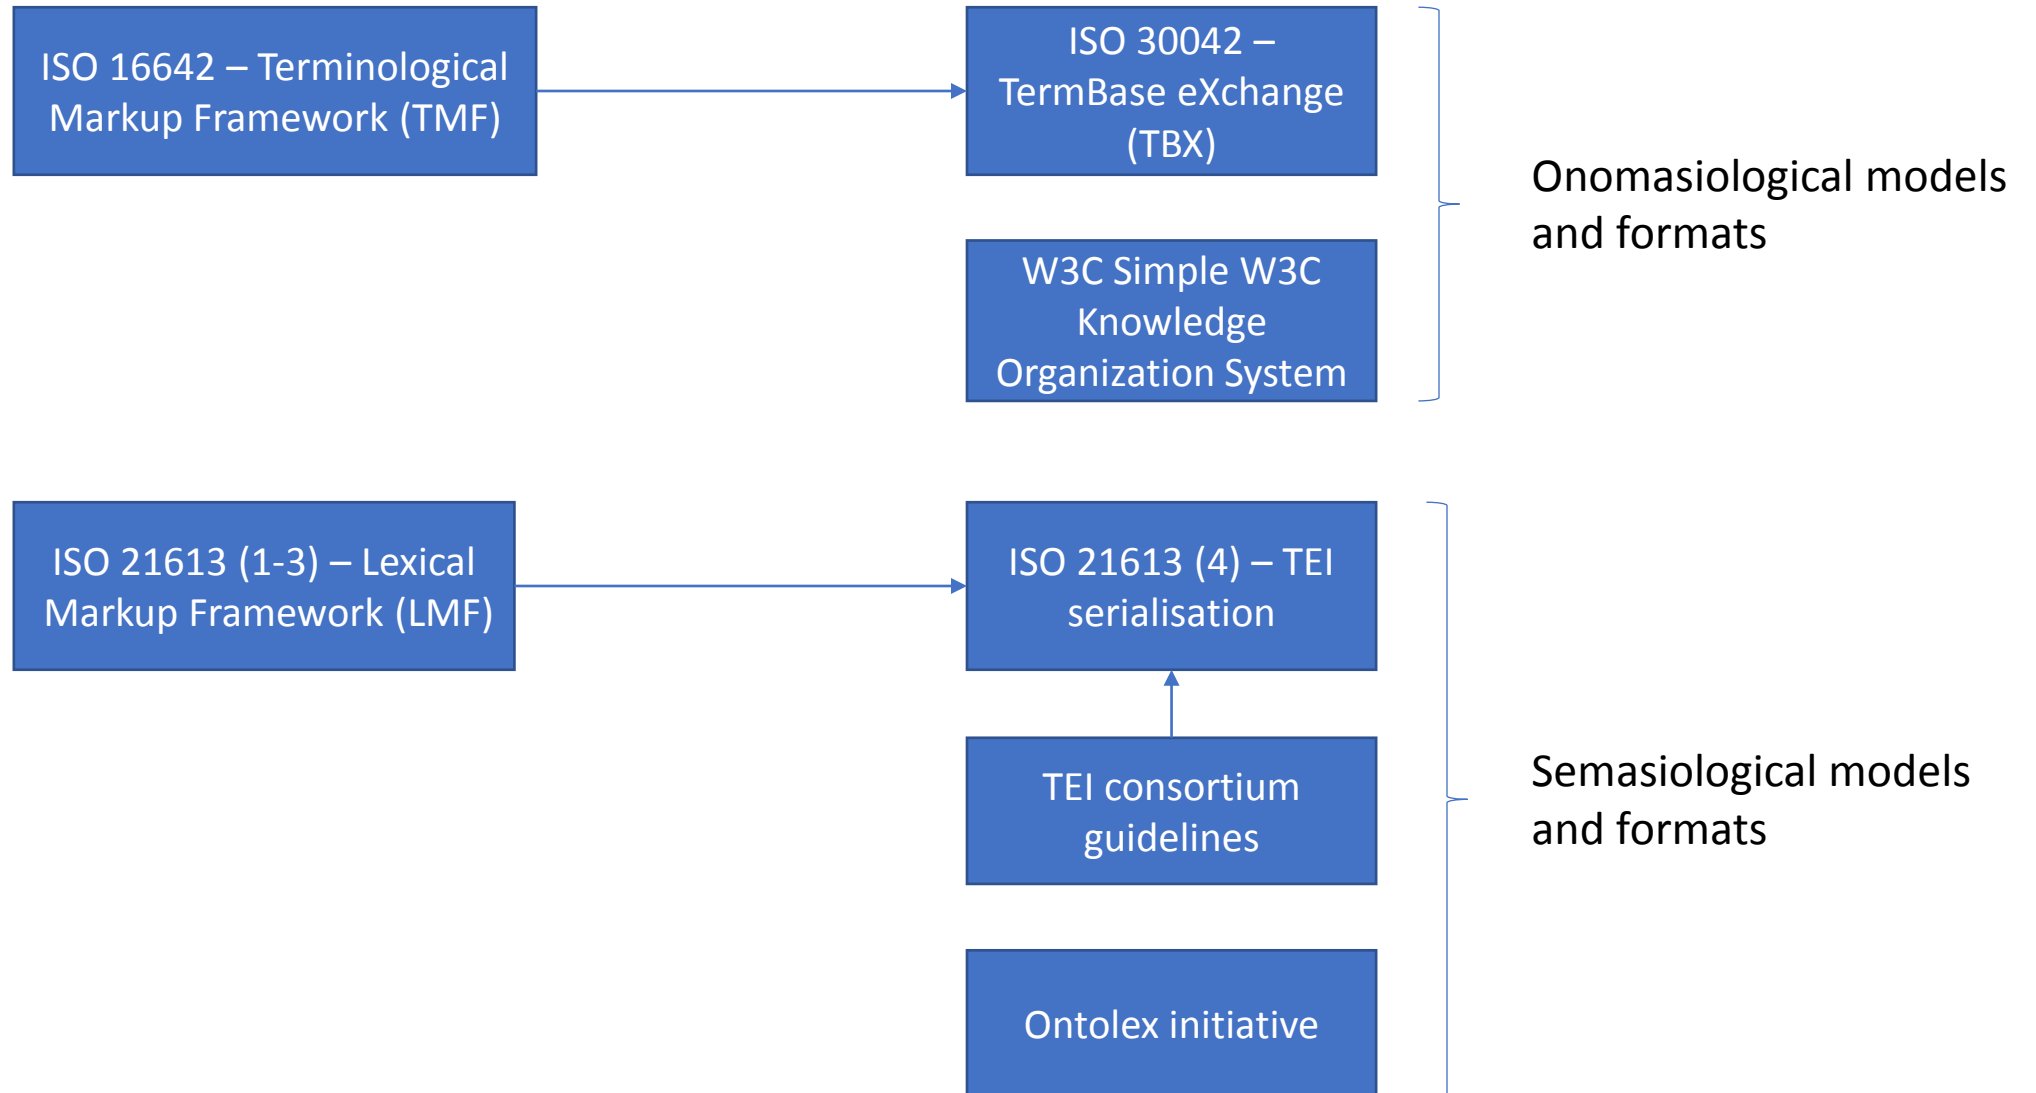 ISO 16642 – Terminological
Markup Framework (TMF)
ISO 30042 –
TermBase eXchange
(TBX)
Onomasiological models
and formats
W3C Simple W3C
Knowledge
Organization System
ISO 21613 (1-3) – Lexical
Markup Framework (LMF)
ISO 21613 (4) – TEI
serialisation
TEI consortium
guidelines
Semasiological models
and formats
Ontolex initiative